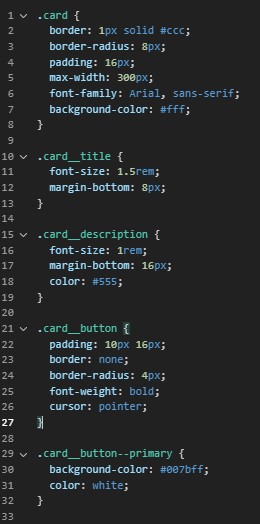 1 .card {
2   border: 1px solid #ccc;
3   border-radius: 8px;
4   padding: 16px;
5   max-width: 300px;
6   font-family: Arial, sans-serif;
7   background-color: #fff;
8 }
9
10 .card__title {
11   font-size: 1.5rem;
12   margin-bottom: 8px;
13 }
14
15 .card__description {
16   font-size: 1rem;
17   margin-bottom: 16px;
18   color: #555;
19 }
20
21 .card__button {
22   padding: 10px 16px;
23   border: none;
24   border-radius: 4px;
25   font-weight: bold;
26   cursor: pointer;
27 }
28
29 .card__button--primary {
30   background-color: #007bff;
31   color: white;
32 }
33